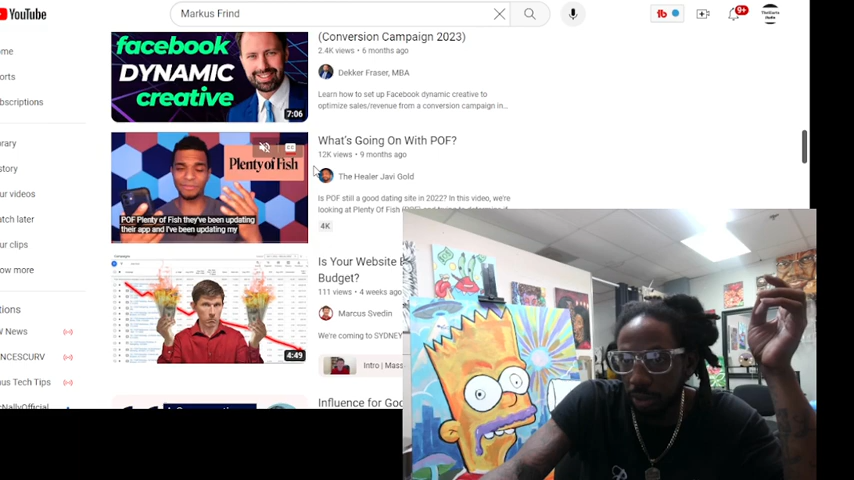 YouTube
Markus Frind
9+
ome
orts
bscriptions
brary
story
ur videos
atch later
ur clips
ow more
tions
W News
NCESCURV
nus Tech Tips
cNallyOfficial
facebook
DYNAMIC
creative
7:06
(Conversion Campaign 2023)
2.4K views • 6 months ago
Dekker Fraser, MBA
Learn how to set up Facebook dynamic creative to
optimize sales/revenue from a conversion campaign in...
Plenty of Fish
POF Plenty of Fish they've been updating
their app and I've been updating my
What's Going On With POF?
12K views • 9 months ago
The Healer Javi Gold
Is POF still a good dating site in 2022? In this video, we're
looking at Plenty Of Fish
4K
Campaigns
4:49
Is Your Website
Budget?
111 views • 4 weeks ago
Marcus Svedin
We're coming to SYDNEY
Intro | Mass
Influence for Goo